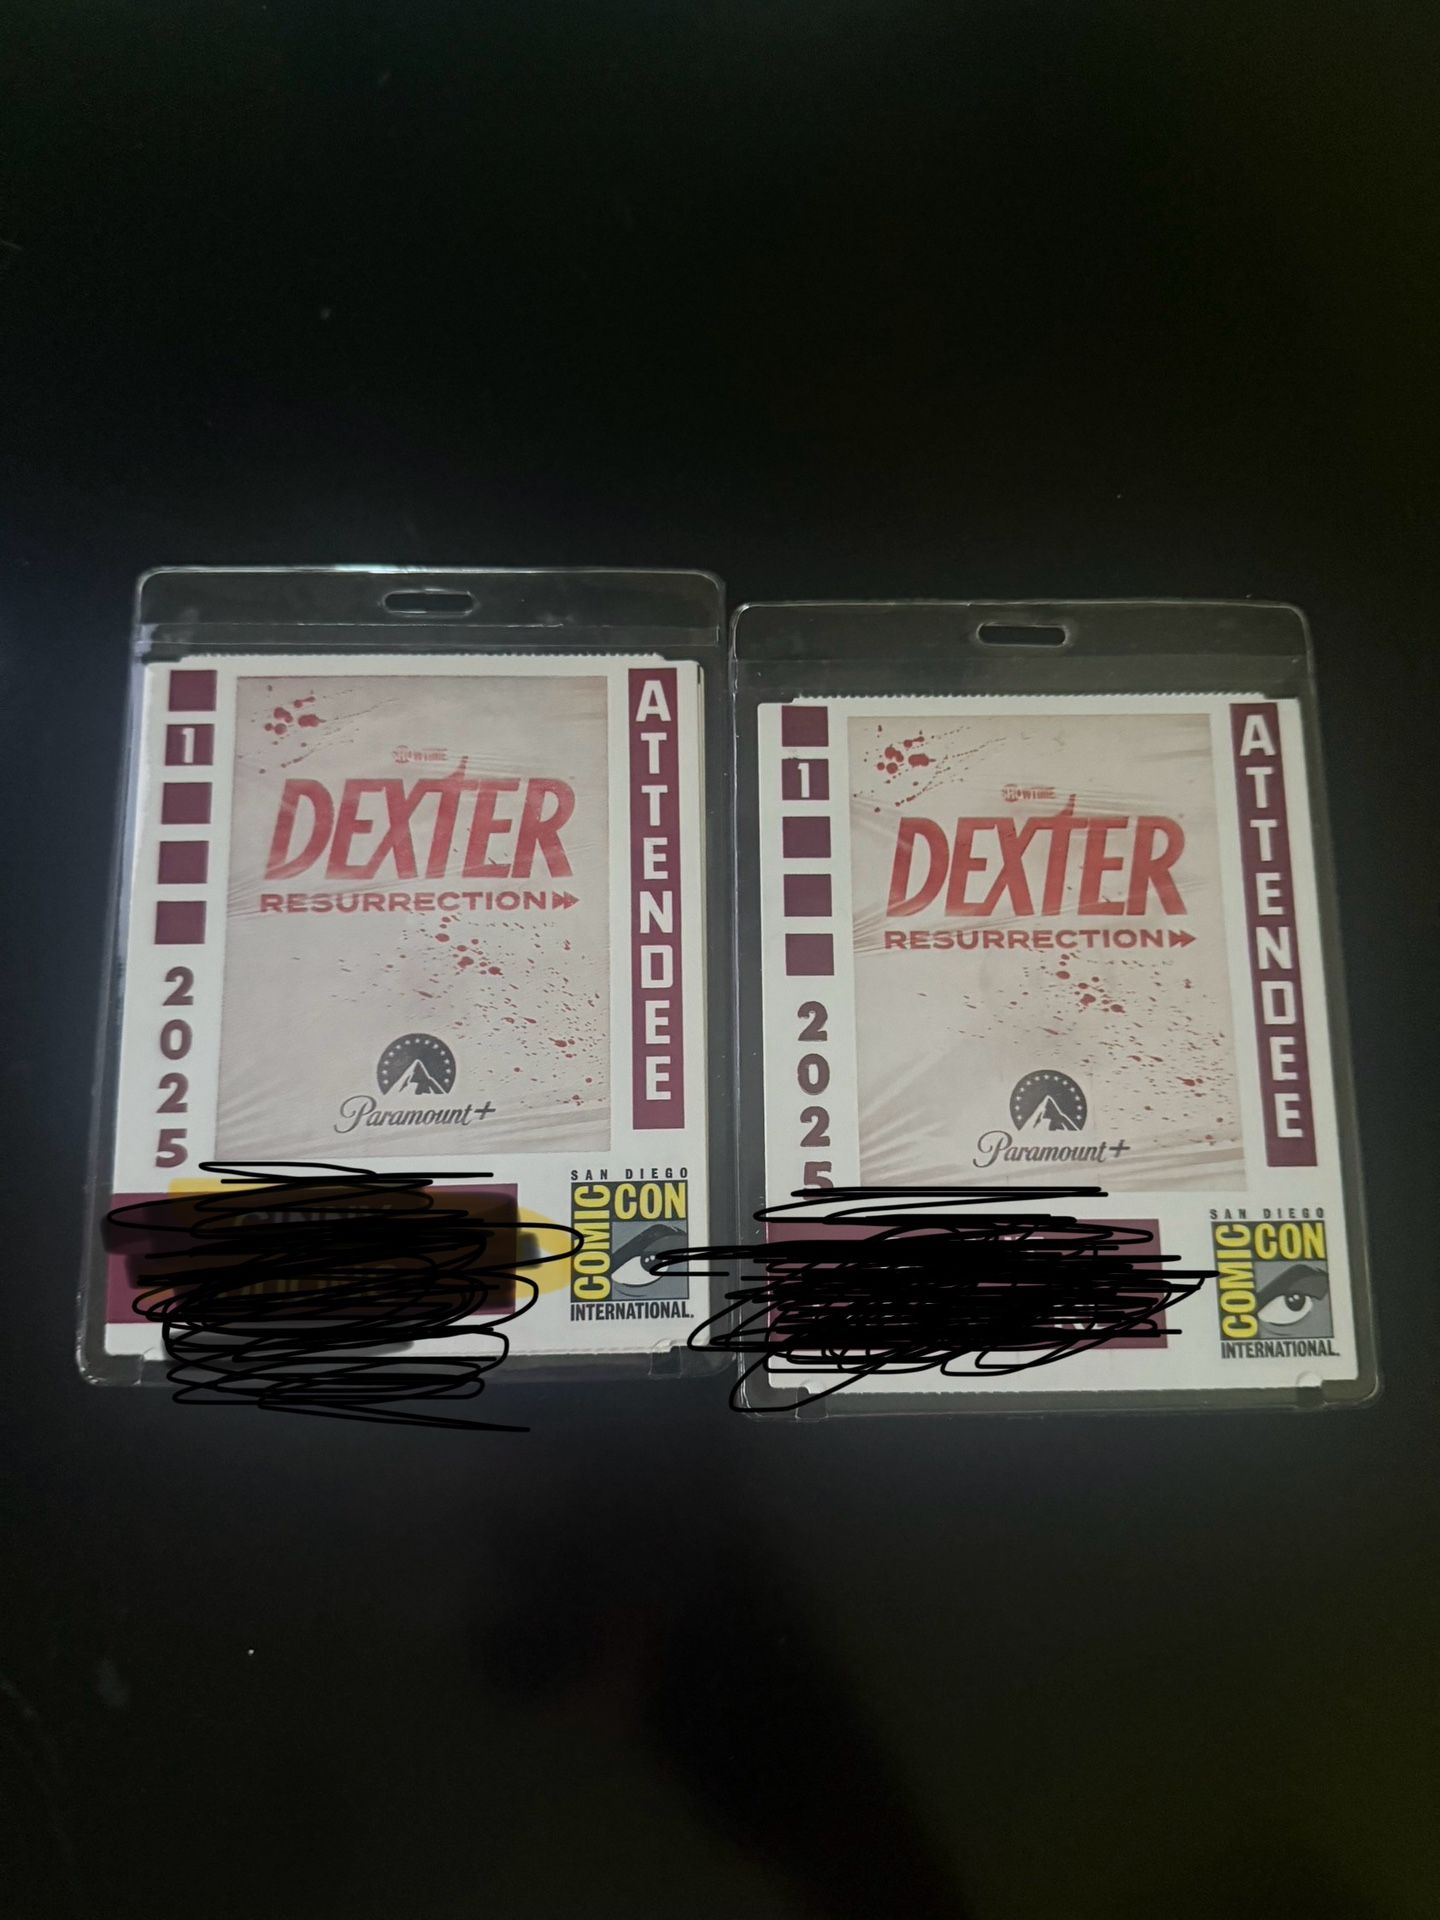 1
2025
ATTENDEE
SHOWTIME
DEXTER
RESURRECTION
Paramount+
SAN DIEGO
COMIC CON
INTERNATIONAL.
1
2025
ATTENDEE
SHOWTIME
DEXTER
RESURRECTION
Paramount+
SAN DIEGO
COMIC CON
INTERNATIONAL.